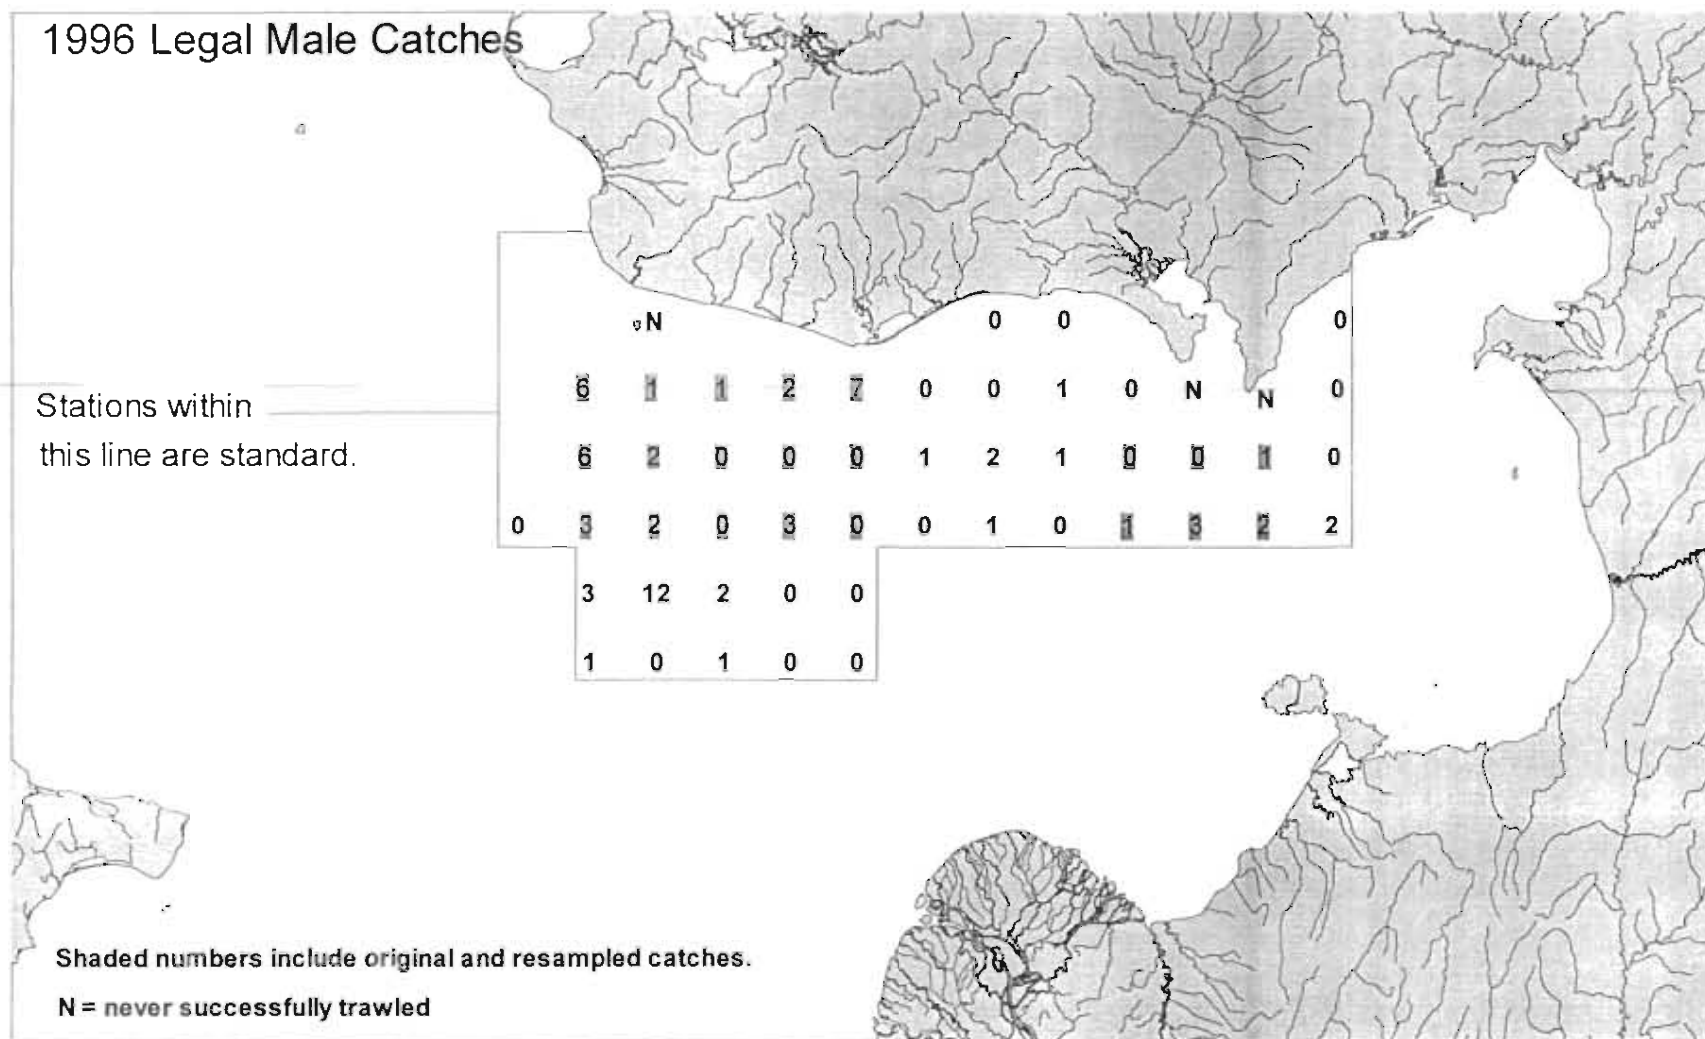 1996 Legal Male Catches
N 0 0 0
6 1 1 2 7 0 0 1 0 N N 0
Stations within
6 2 0 0 0 1 2 1 0 0 1 0
this line are standard.
0 3 2 0 3 0 0 1 0 1 3 2 2
3 12 2 0 0
1 0 1 0 0
Shaded numbers include original and resampled catches.
N = never successfully trawled